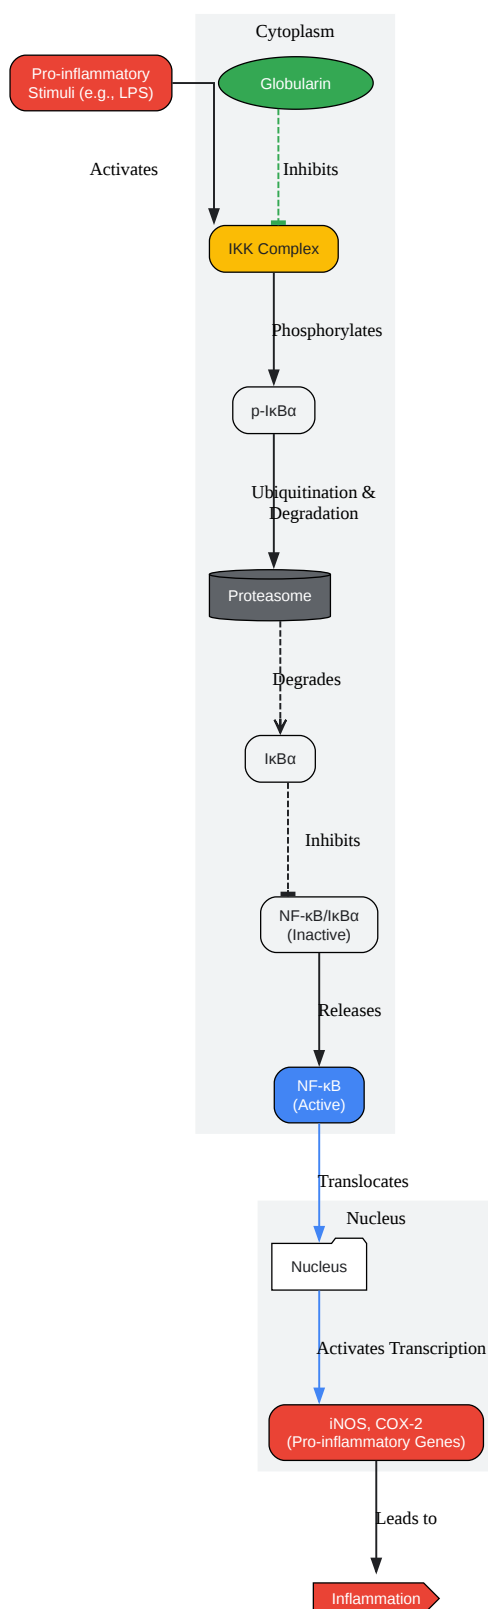 Cytoplasm
Pro-inflammatory
Stimuli (e.g., LPS)
Globularin
Activates
Inhibits
IKK Complex
Phosphorylates
p-IκBα
Ubiquitination &
Degradation
Proteasome
Degrades
IκBα
Inhibits
NF-κB/IκBα
(Inactive)
Releases
NF-κB
(Active)
Translocates
Nucleus
Nucleus
Activates Transcription
iNOS, COX-2
(Pro-inflammatory Genes)
Leads to
Inflammation